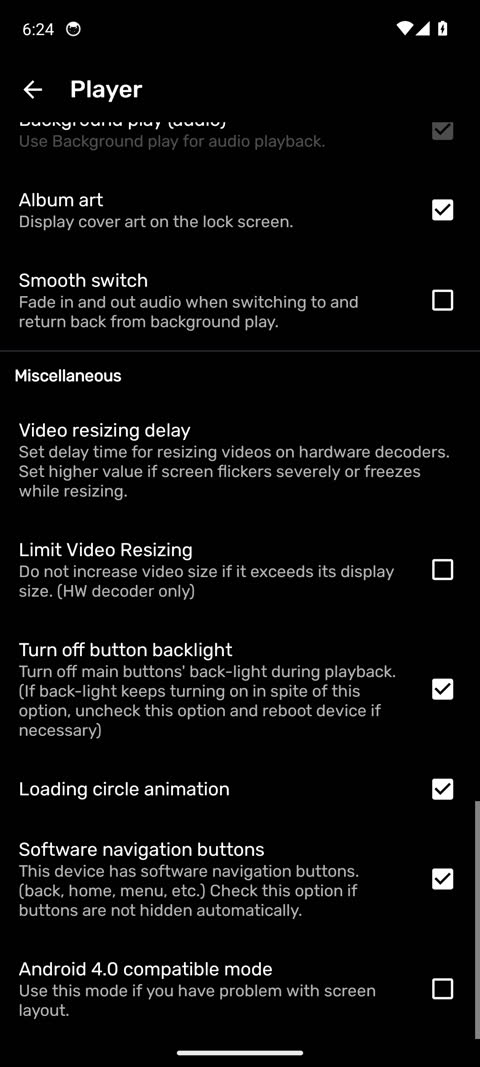 6:24
Player
Background play (audio)
Use Background play for audio playback.
Album art
Display cover art on the lock screen.
Smooth switch
Fade in and out audio when switching to and
return back from background play.
Miscellaneous
Video resizing delay
Set delay time for resizing videos on hardware decoders.
Set higher value if screen flickers severely or freezes
while resizing.
Limit Video Resizing
Do not increase video size if it exceeds its display
size. (HW decoder only)
Turn off button backlight
Turn off main buttons' back-light during playback.
(If back-light keeps turning on in spite of this
option, uncheck this option and reboot device if
necessary)
Loading circle animation
Software navigation buttons
This device has software navigation buttons.
(back, home, menu, etc.) Check this option if
buttons are not hidden automatically.
Android 4.0 compatible mode
Use this mode if you have problem with screen
layout.